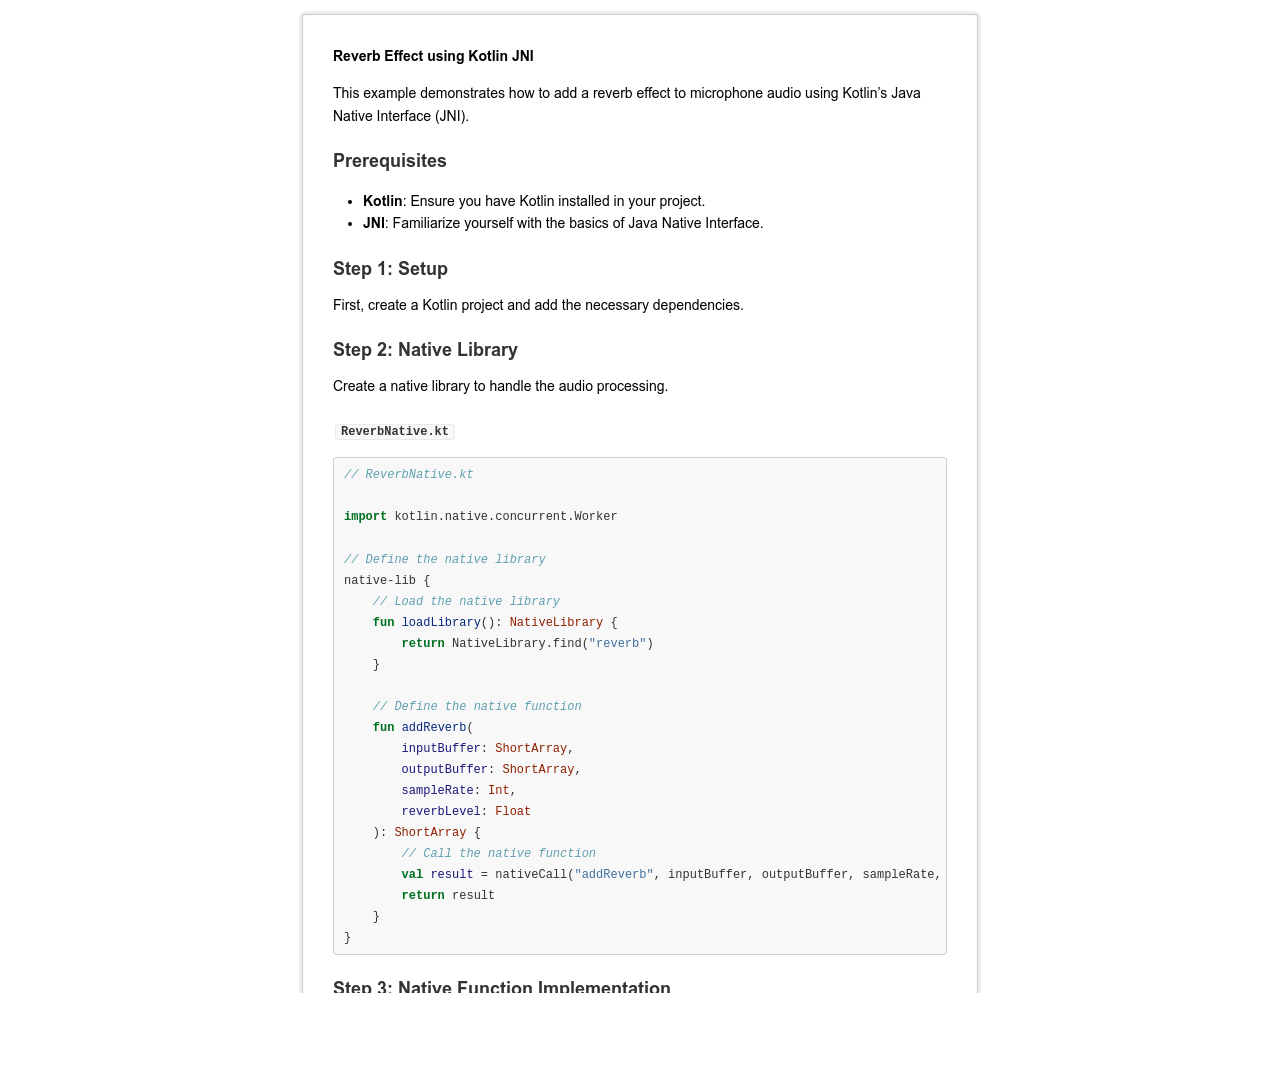 Reverb Effect using Kotlin JNI
This example demonstrates how to add a reverb effect to microphone audio using Kotlin’s Java
Native Interface (JNI).
Prerequisites
• Kotlin: Ensure you have Kotlin installed in your project.
• JNI: Familiarize yourself with the basics of Java Native Interface.
Step 1: Setup
First, create a Kotlin project and add the necessary dependencies.
Step 2: Native Library
Create a native library to handle the audio processing.
ReverbNative.kt
// ReverbNative.kt
import kotlin.native.concurrent.Worker
// Define the native library
native-lib {
    // Load the native library
    fun loadLibrary(): NativeLibrary {
        return NativeLibrary.find("reverb")
    }
    // Define the native function
    fun addReverb(
        inputBuffer: ShortArray,
        outputBuffer: ShortArray,
        sampleRate: Int,
        reverbLevel: Float
    ): ShortArray {
        // Call the native function
        val result = nativeCall("addReverb", inputBuffer, outputBuffer, sampleRate,
        return result
    }
}
Step 3: Native Function Implementation